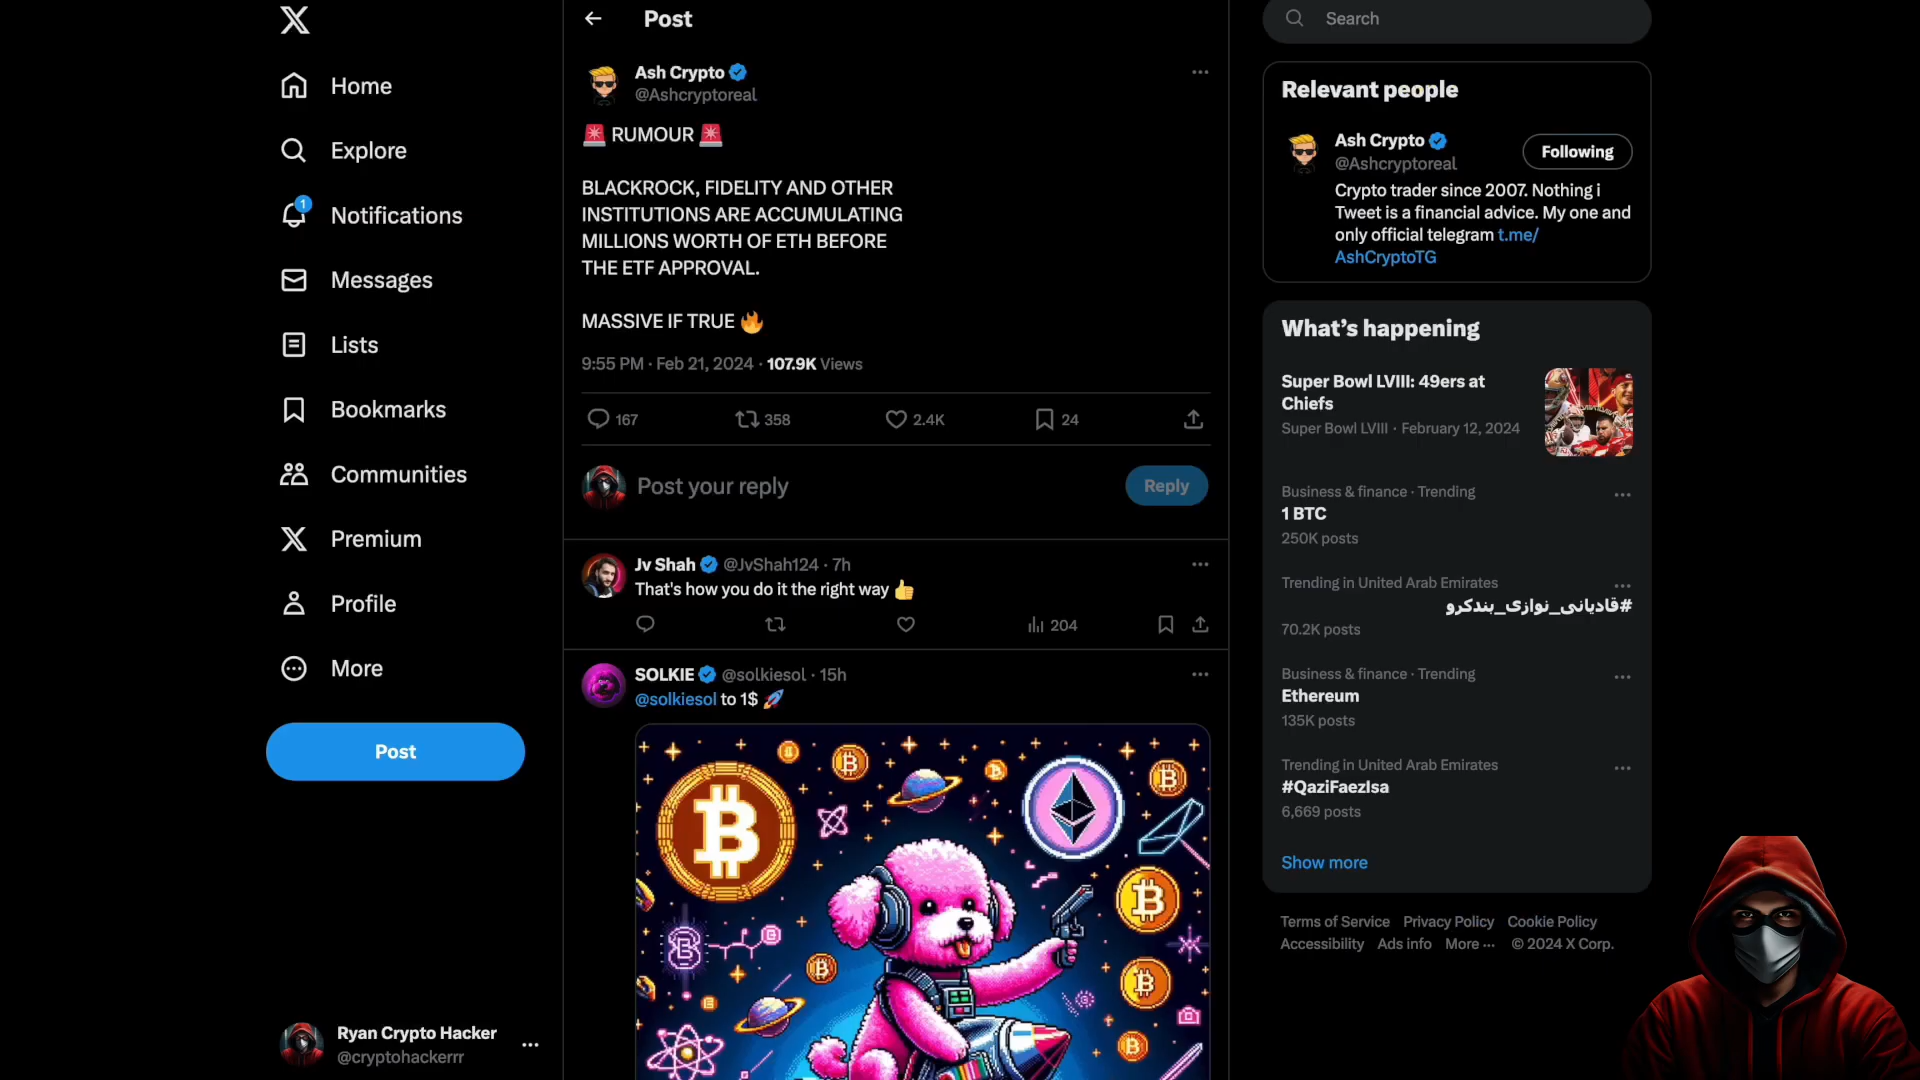 Home
Explore
1
Notifications
Messages
Lists
Bookmarks
Communities
Premium
Profile
More
Post
Ryan Crypto Hacker
@cryptohackerrr
Post
Ash Crypto
@Ashcryptoreal
🚨 RUMOUR 🚨
BLACKROCK, FIDELITY AND OTHER
INSTITUTIONS ARE ACCUMULATING
MILLIONS WORTH OF ETH BEFORE
THE ETF APPROVAL.
MASSIVE IF TRUE 🔥
9:55 PM · Feb 21, 2024 · 107.9K Views
167 358 2.4K 24
Post your reply
Reply
Jv Shah @JvShah124 · 7h
That's how you do it the right way 👍
204
SOLKIE @solkiesol · 15h
@solkiesol to 1$ 🚀
Search
Relevant people
Ash Crypto
@Ashcryptoreal
Following
Crypto trader since 2007. Nothing i
Tweet is a financial advice. My one and
only official telegram t.me/
AshCryptoTG
What's happening
Super Bowl LVIII: 49ers at
Chiefs
Super Bowl LVIII · February 12, 2024
Business & finance · Trending
1 BTC
250K posts
Trending in United Arab Emirates
#قادیانی_نوازی_بندکرو
70.2K posts
Business & finance · Trending
Ethereum
135K posts
Trending in United Arab Emirates
#QaziFaezIsa
6,669 posts
Show more
Terms of Service Privacy Policy Cookie Policy
Accessibility Ads info More ··· © 2024 X Corp.